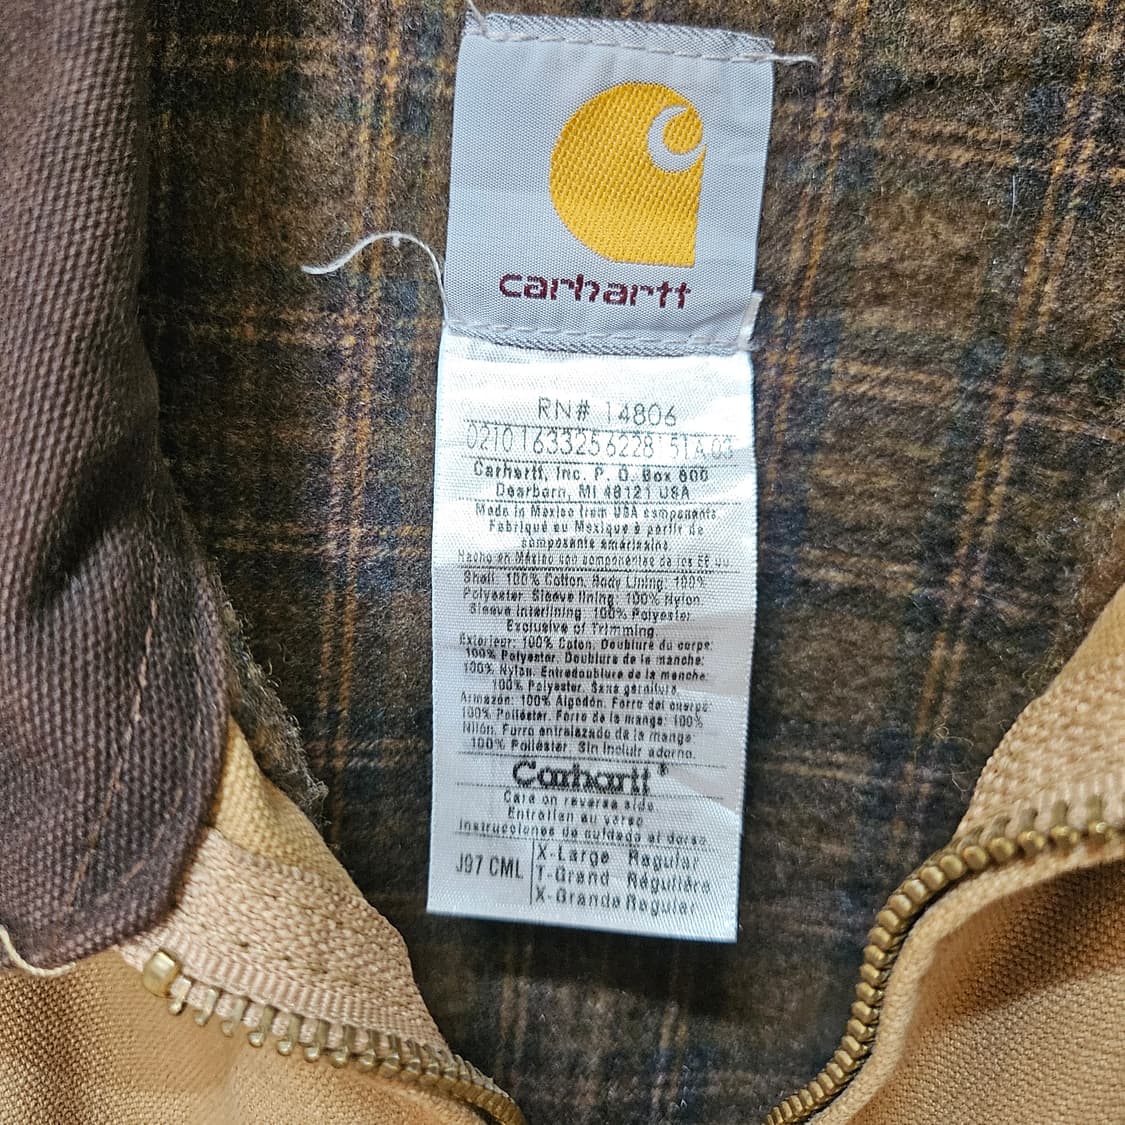 carhartt
RN# 14806
02101633256228 51A 03
Carhartt, Inc. P. O. Box 600
Dearborn, MI 48121 USA
Made in Mexico from USA components.
Fabriqué au Mexique à partir de
composante américains
Hecho en México con componentes de los EE.UU
Shell: 100% Cotton. Body Lining: 100%
Polyester. Sleeve lining: 100% Nylon.
Sleeve Interlining: 100% Polyester
Exclusive of Trimming.
Exterieur: 100% Coton. Doublure du corps:
100% Polyester. Doublure de la manche:
100% Nylon. Entredoublure de la manche:
100% Polyester. Sans garniture
Armazón: 100% Algodón. Forro del cuerpo:
100% Poliéster. Forro de la manga: 100%
Nilón. Furro entrelazado de la manga
100% Poliéster. Sin incluir adorno.
Carhartt®
Care on reverse side
Entretien au verso
Instrucciones de cuidado al dorso
J97 CML
X-Large Regular
T-Grand Régulière
X-Grande Regular